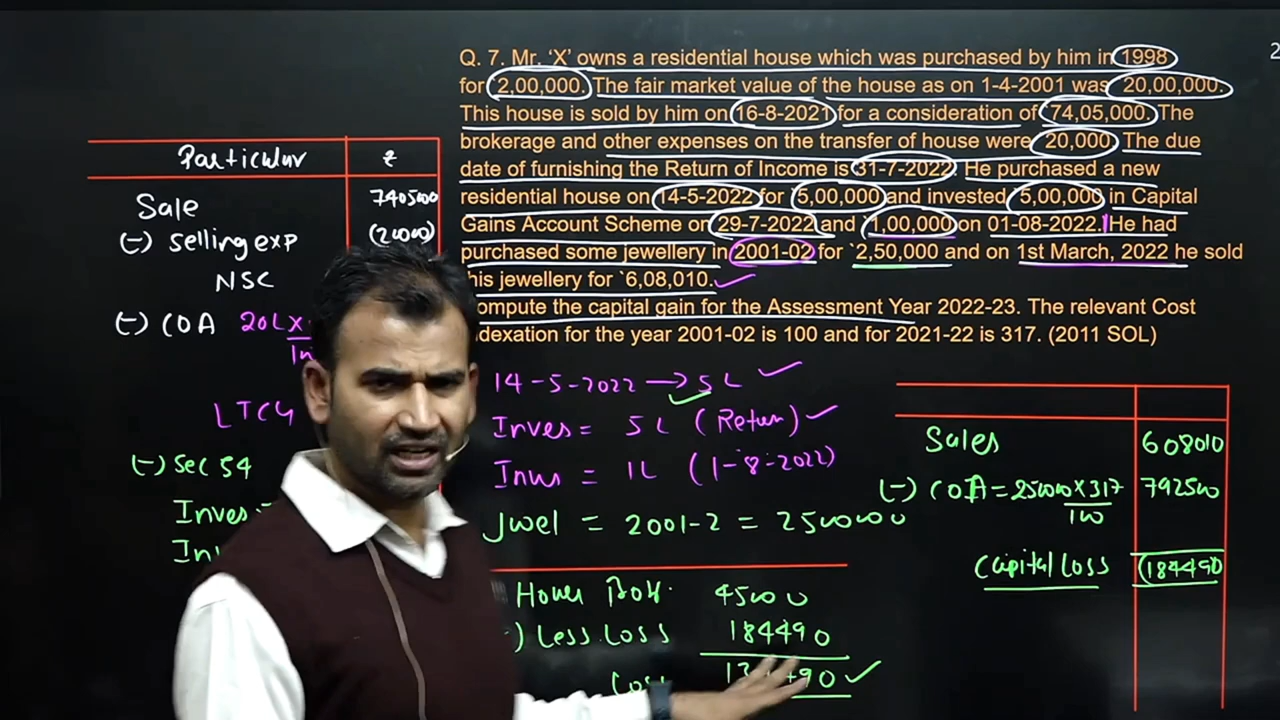 Q. 7. Mr. 'X' owns a residential house which was purchased by him in 1998
for `2,00,000. The fair market value of the house as on 1-4-2001 was `20,00,000.
This house is sold by him on 16-8-2021 for a consideration of `74,05,000. The
brokerage and other expenses on the transfer of house were `20,000. The due
date of furnishing the Return of Income is 31-7-2022. He purchased a new
residential house on 14-5-2022 for `5,00,000 and invested `5,00,000 in Capital
Gains Account Scheme on 29-7-2022 and `1,00,000 on 01-08-2022. He had
purchased some jewellery in 2001-02 for `2,50,000 and on 1st March, 2022 he sold
his jewellery for `6,08,010.
ompute the capital gain for the Assessment Year 2022-23. The relevant Cost
dexation for the year 2001-02 is 100 and for 2021-22 is 317. (2011 SOL)
Particular ₹
Sale 7405000
(-) Selling exp (20000)
NSC
(-) COA 20L x
LTCG
(-) Sec 54
Inves
14-5-2022 → 5L
Inves = 5L (Return)
Inves = 1L (1-8-2022)
Jwel = 2001-2 = 2500000
45000
) Less Loss 184490
90
Sales 608010
(-) COA = 250000 x 317 792500
100
Capital Loss (184490
2